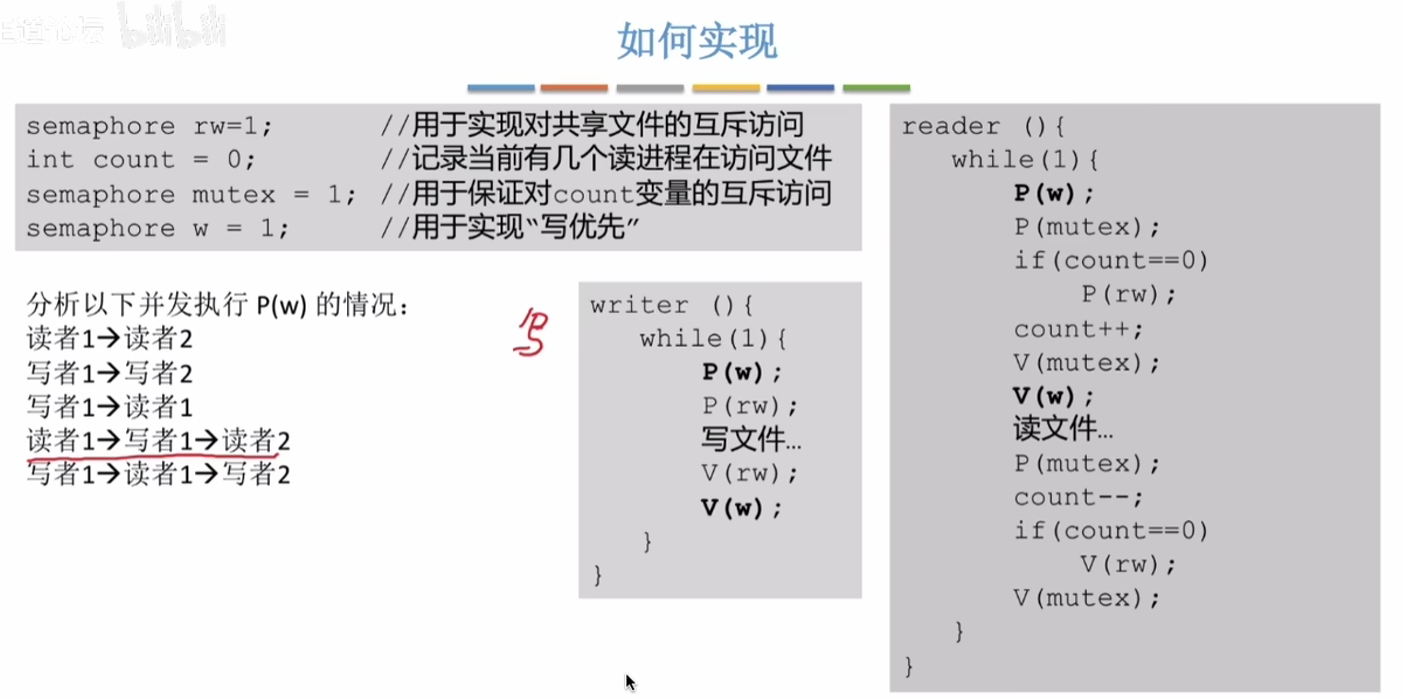 bilibili
如何实现
semaphore rw=1; //用于实现对共享文件的互斥访问
int count = 0; //记录当前有几个读进程在访问文件
semaphore mutex = 1; //用于保证对count变量的互斥访问
semaphore w = 1; //用于实现“写优先”
分析以下并发执行 P(w) 的情况：
读者1→读者2
写者1→写者2
写者1→读者1
读者1→写者1→读者2
写者1→读者1→写者2
writer (){
while(1){
P(w);
P(rw);
写文件…
V(rw);
V(w);
}
}
reader (){
while(1){
P(w);
P(mutex);
if(count==0)
P(rw);
count++;
V(mutex);
V(w);
读文件…
P(mutex);
count--;
if(count==0)
V(rw);
V(mutex);
}
}